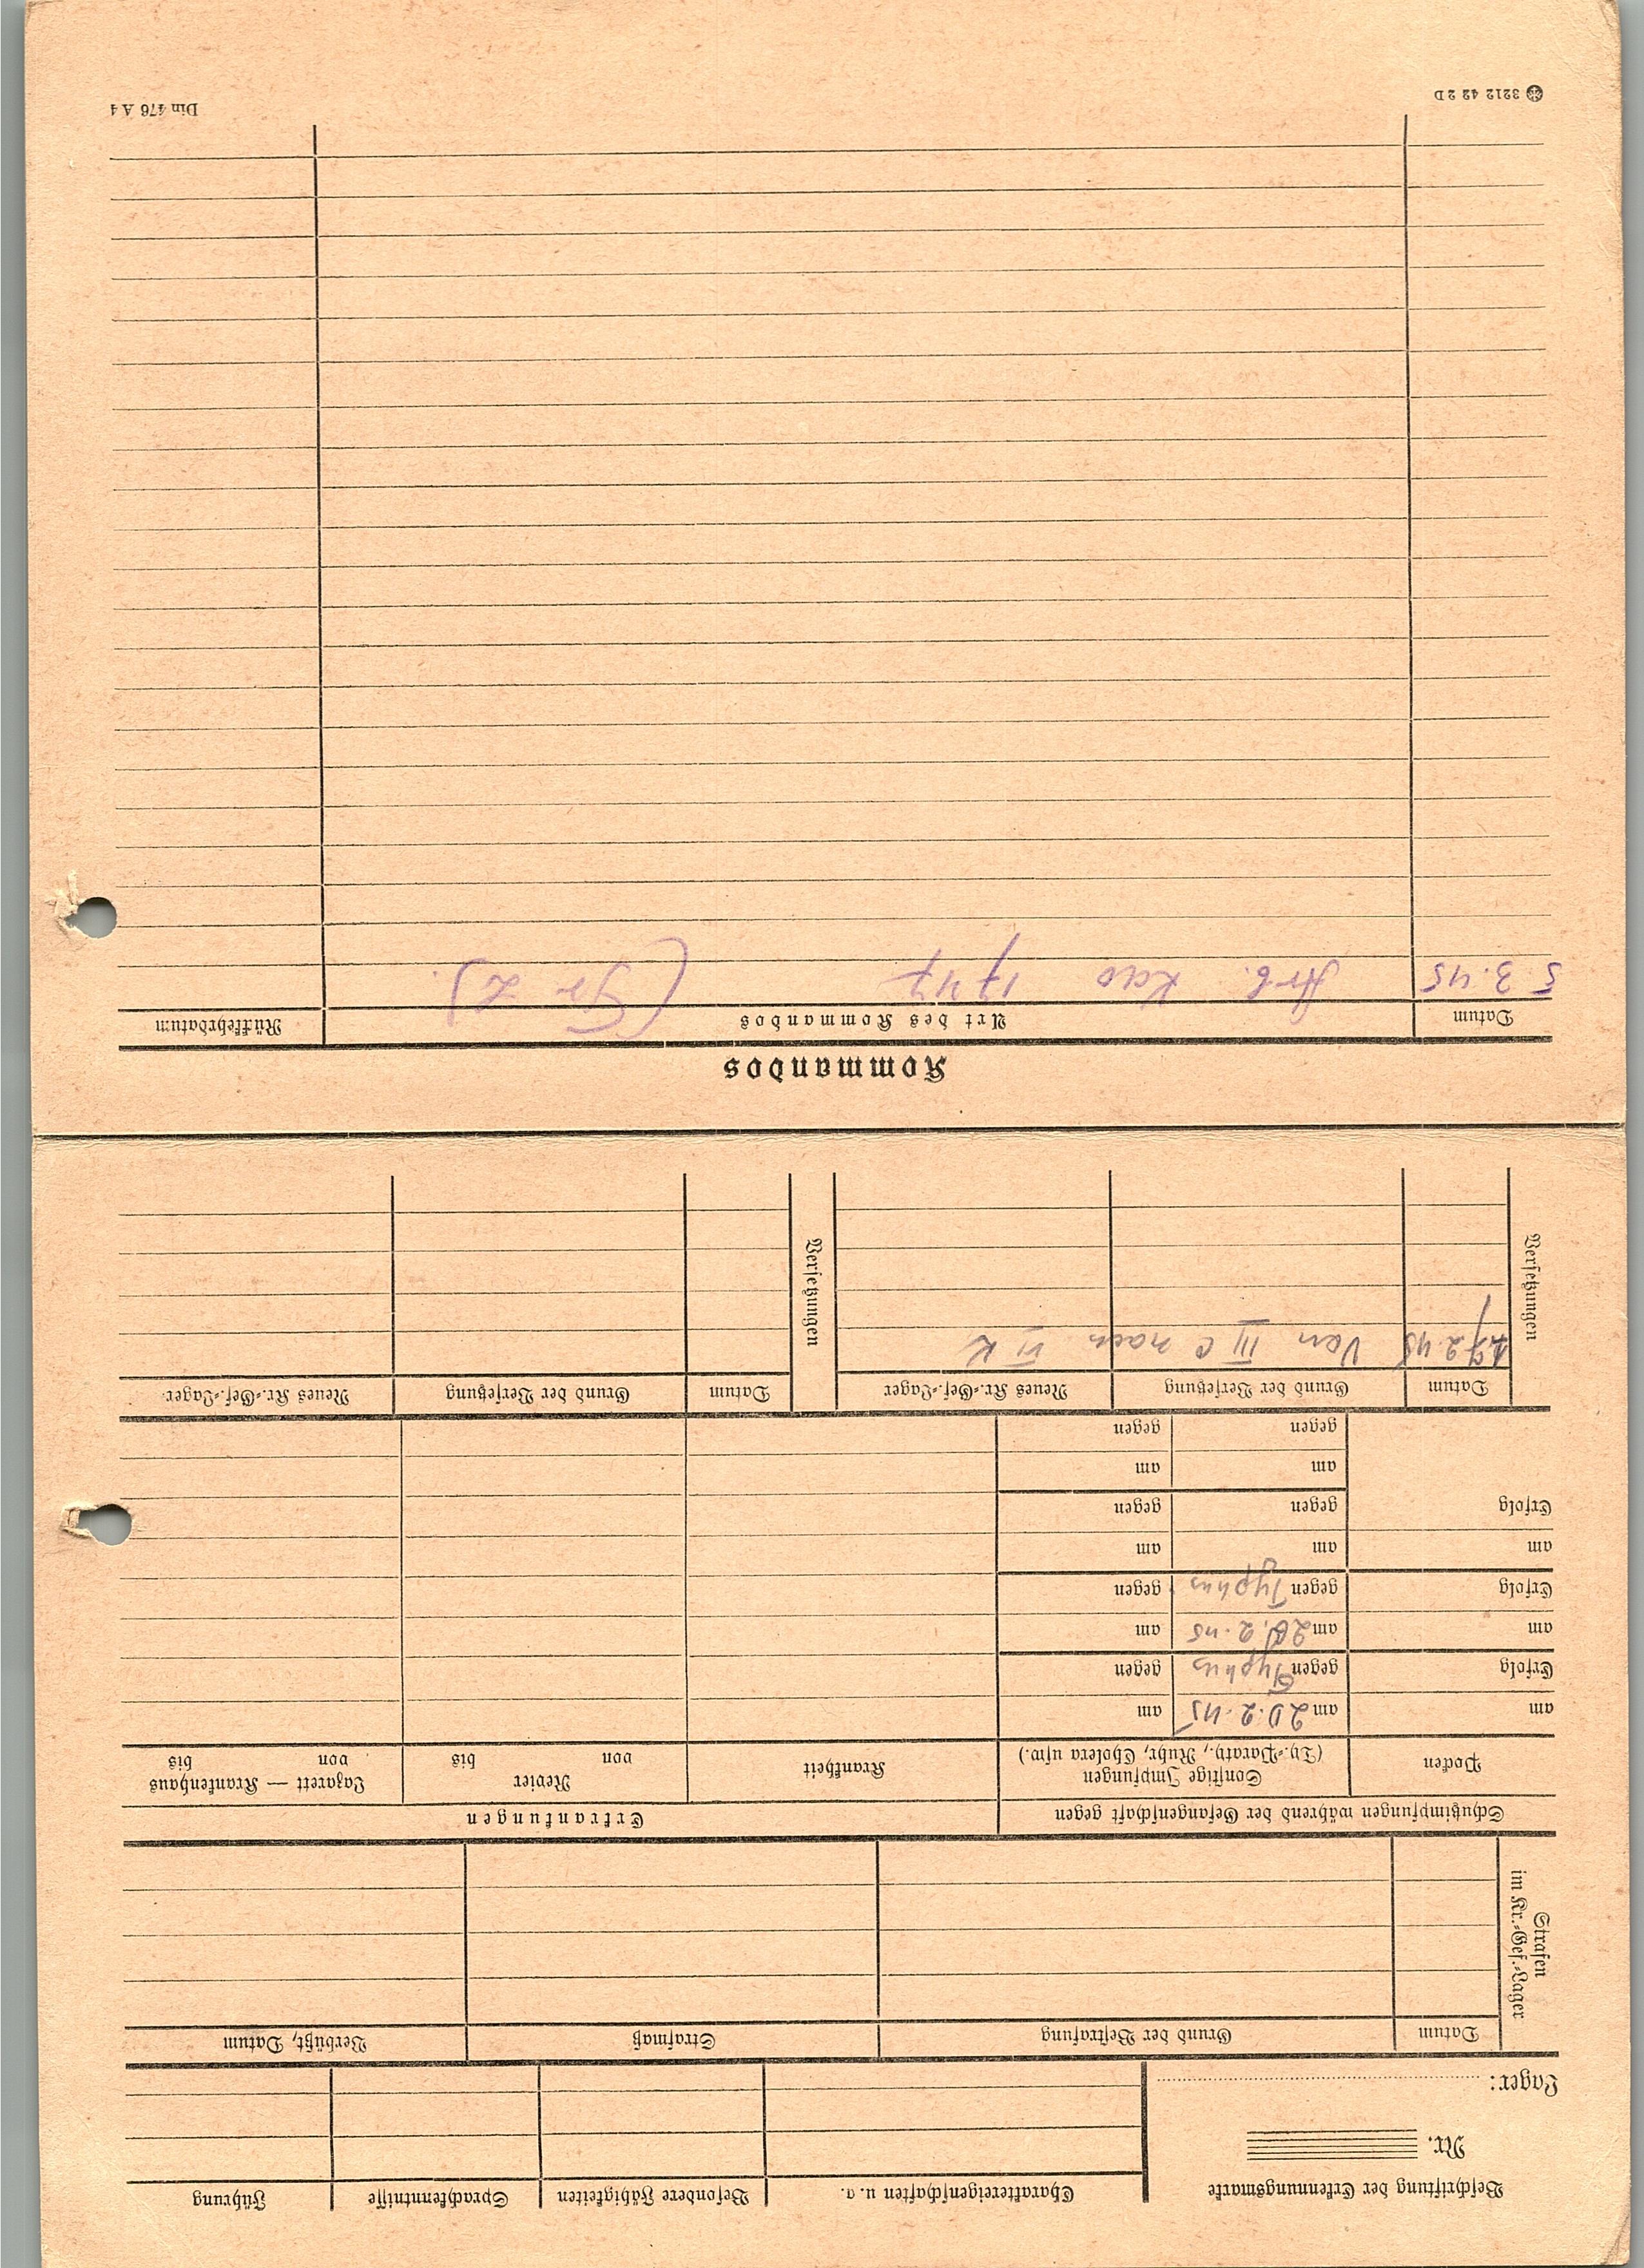 Beschriftung der Erkennungsmarke
Nr.
Lager:
Charaktereigenschaften u. a.
Besondere Fähigkeiten
Sprachkenntnisse
Führung
Strafen
im Kr.-Gef.-Lager
Datum
Grund der Bestrafung
Strafmaß
Verbüßt, Datum
Schutzimpfungen während der Gefangenschaft gegen
Erkrankungen
Pocken
Sonstige Impfungen
(Ty.-Paraty., Ruhr, Cholera usw.)
Krankheit
Revier
von bis
Lazarett — Krankenhaus
von bis
am
am 20.2.45
am
Erfolg
gegen Typhus
gegen
am
am 2 .2.45
am
Erfolg
gegen Typhus
gegen
am
am
am
Erfolg
gegen
gegen
am
am
gegen
gegen
Versetzungen
Datum
Grund der Versetzung
Neues Kr.-Gef.-Lager
Versetzungen
Datum
Grund der Versetzung
Neues Kr.-Gef.-Lager
.2.45 Von III C nach VI K
Kommandos
Datum
Art des Kommandos
Rückkehrdatum
5.3.45 Arb. Kdo 1747
3212 42 2 D
Din 476 A 4